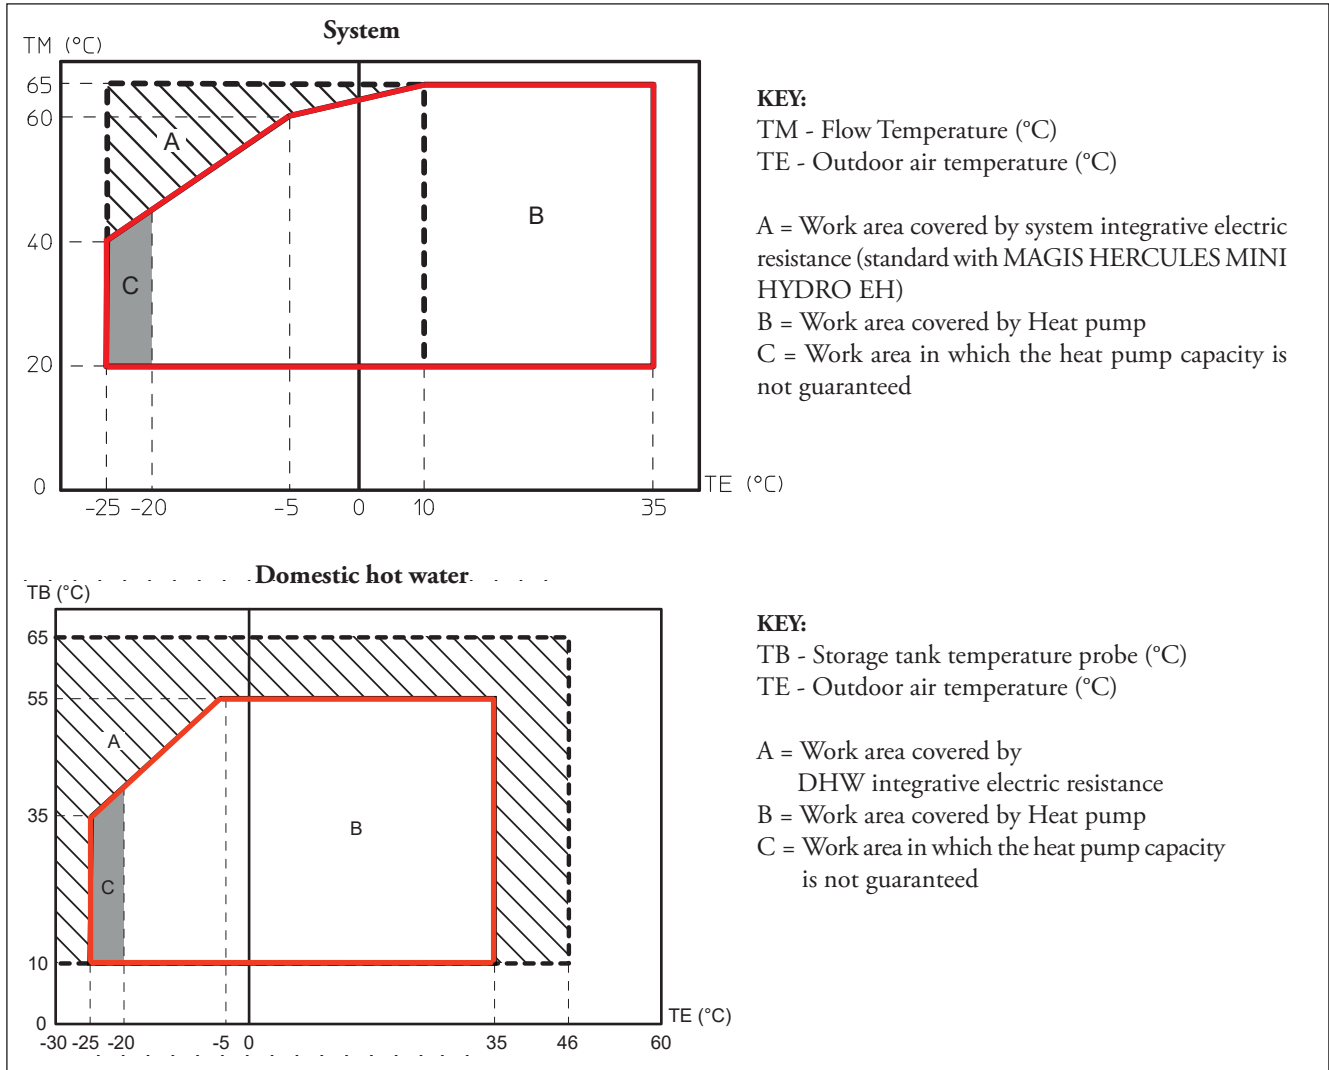 System
TM (°C)
65
60
40
20
0
A
B
C
-25 -20 -5 0 10 35
TE (°C)
KEY:
TM - Flow Temperature (°C)
TE - Outdoor air temperature (°C)
A = Work area covered by system integrative electric
resistance (standard with MAGIS HERCULES MINI
HYDRO EH)
B = Work area covered by Heat pump
C = Work area in which the heat pump capacity is
not guaranteed
Domestic hot water
TB (°C)
65
55
35
10
0
A
B
C
-30 -25 -20 -5 0 35 46 60
TE (°C)
KEY:
TB - Storage tank temperature probe (°C)
TE - Outdoor air temperature (°C)
A = Work area covered by
DHW integrative electric resistance
B = Work area covered by Heat pump
C = Work area in which the heat pump capacity
is not guaranteed